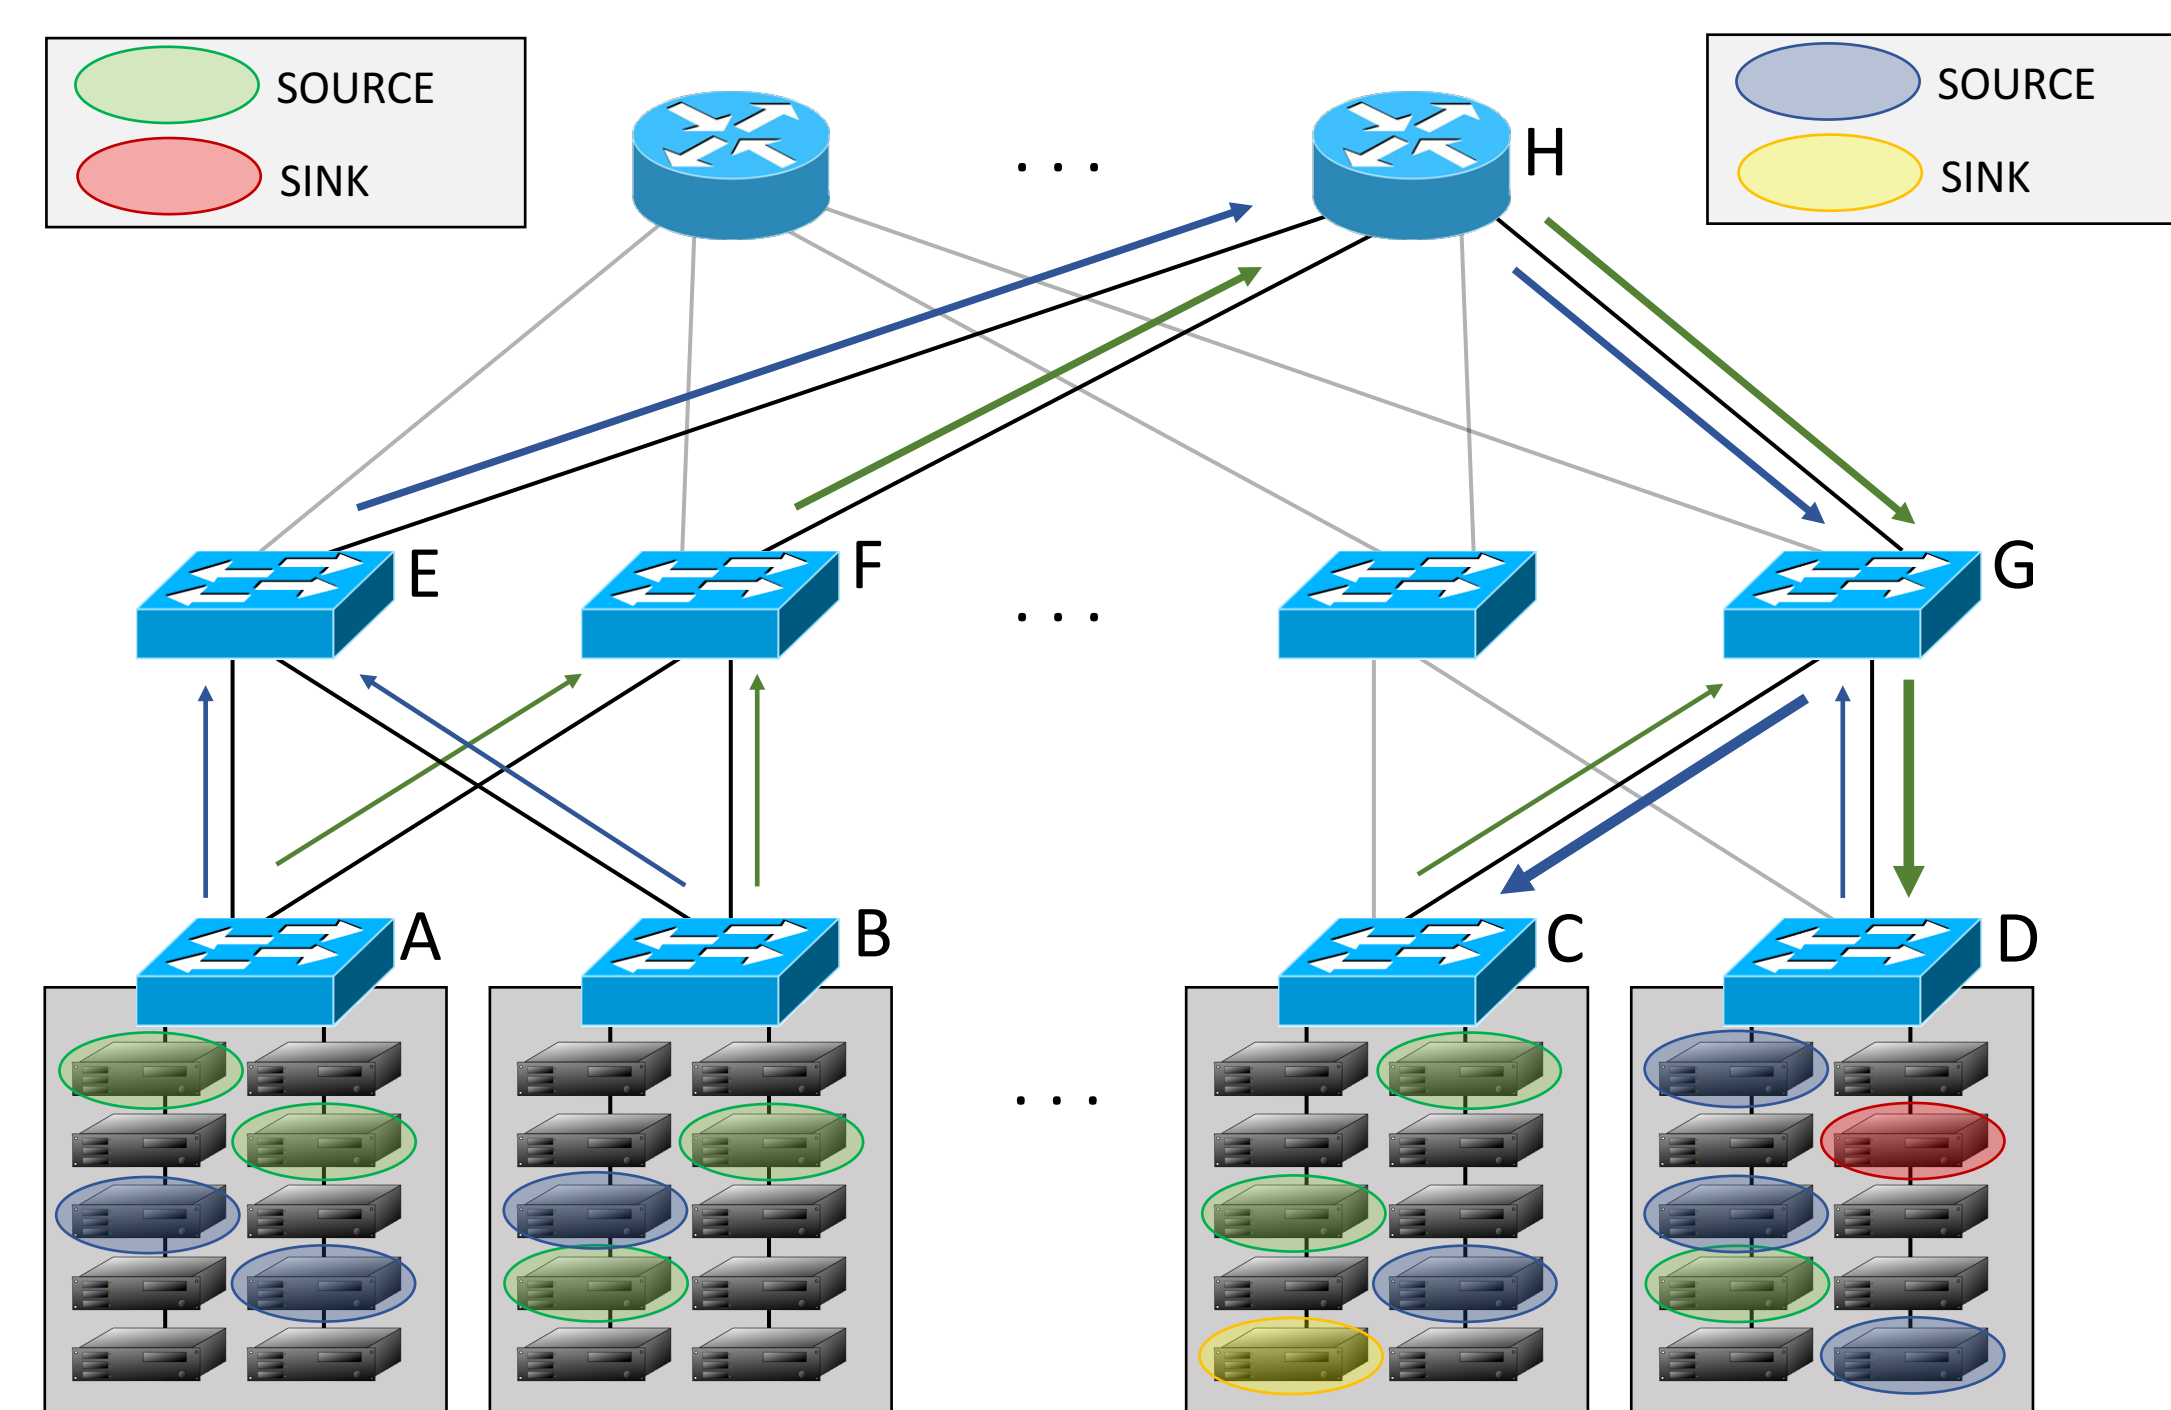 SOURCE
SINK
SOURCE
SINK
. . .
H
E
F
. . .
G
A
B
C
D
. . .